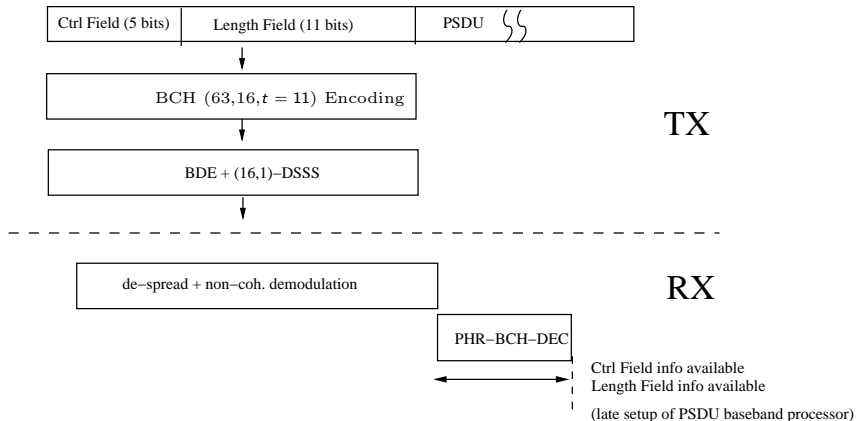 Ctrl Field (5 bits) Length Field (11 bits) PSDU
BCH (63,16,t = 11) Encoding
TX
BDE + (16,1)−DSSS
de−spread + non−coh. demodulation
RX
PHR−BCH−DEC
Ctrl Field info available
Length Field info available
(late setup of PSDU baseband processor)